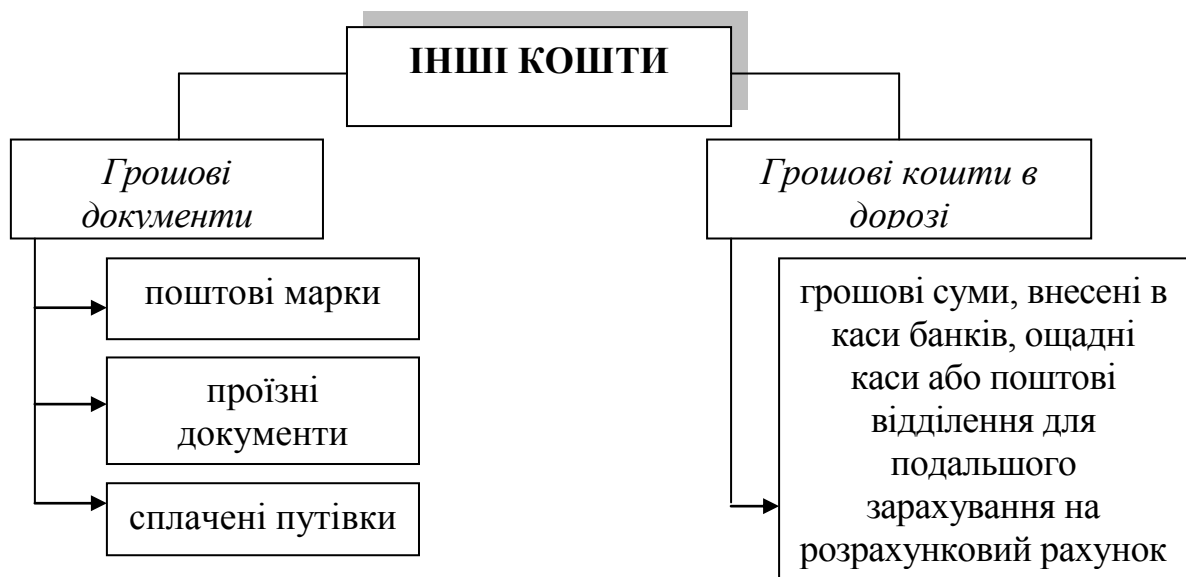 ІНШІ КОШТИ
Грошові
документи
поштові марки
проїзні
документи
сплачені путівки
Грошові кошти в
дорозі
грошові суми, внесені в
каси банків, ощадні
каси або поштові
відділення для
подальшого
зарахування на
розрахунковий рахунок